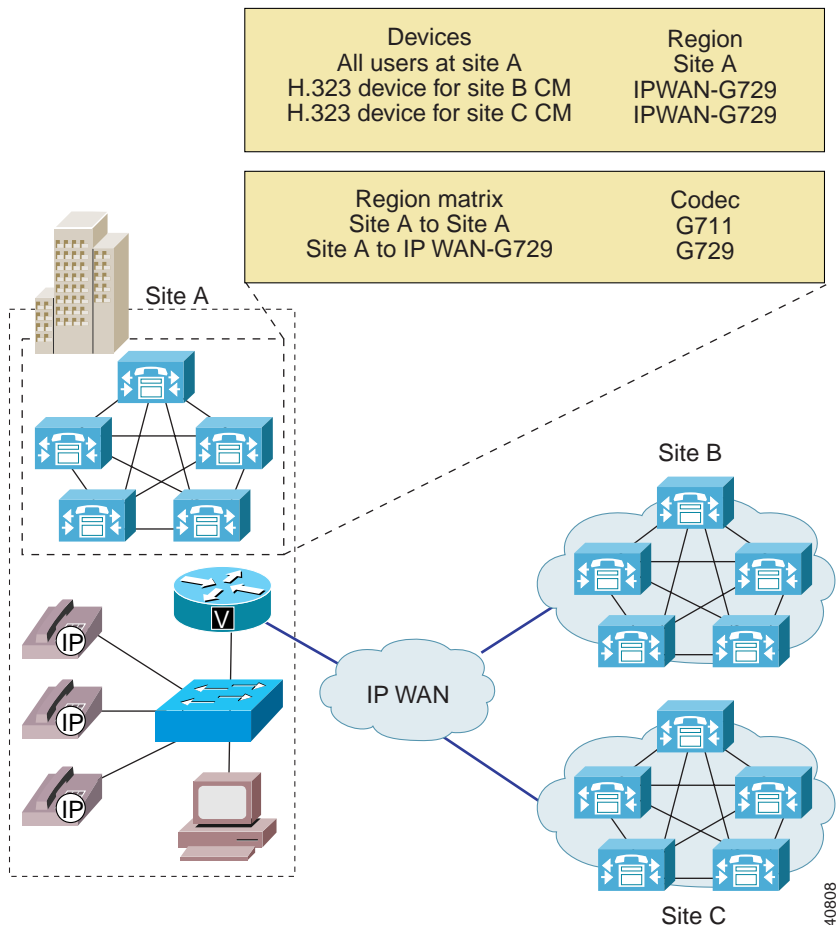 Devices Region
All users at site A Site A
H.323 device for site B CM IPWAN-G729
H.323 device for site C CM IPWAN-G729
Region matrix Codec
Site A to Site A G711
Site A to IP WAN-G729 G729
Site A
Site B
V
IP
IP WAN
IP
IP
Site C
40808